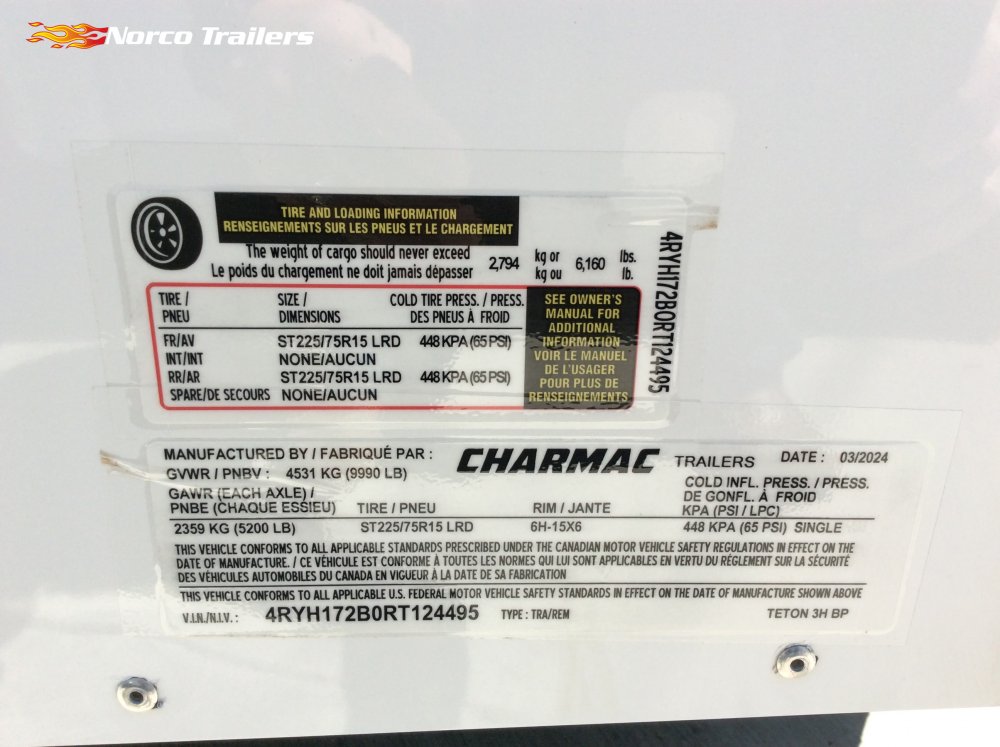 Norco Trailers
TIRE AND LOADING INFORMATION
RENSEIGNEMENTS SUR LES PNEUS ET LE CHARGEMENT
The weight of cargo should never exceed 2,794 kg or 6,160 lbs.
Le poids du chargement ne doit jamais dépasser kg ou lb.
TIRE / SIZE / COLD TIRE PRESS. / PRESS.
PNEU DIMENSIONS DES PNEUS À FROID
FR/AV ST225/75R15 LRD 448 KPA (65 PSI)
INT/INT NONE/AUCUN
RR/AR ST225/75R15 LRD 448 KPA (65 PSI)
SPARE/DE SECOURS NONE/AUCUN
SEE OWNER'S
MANUAL FOR
ADDITIONAL
INFORMATION
VOIR LE MANUEL
DE L'USAGER
POUR PLUS DE
RENSEIGNEMENTS
4RYH172B0RT124495
MANUFACTURED BY / FABRIQUÉ PAR : CHARMAC TRAILERS DATE : 03/2024
GVWR / PNBV : 4531 KG (9990 LB)
GAWR (EACH AXLE) / COLD INFL. PRESS. / PRESS.
PNBE (CHAQUE ESSIEU) TIRE / PNEU RIM / JANTE DE GONFL. À FROID
KPA (PSI / LPC)
2359 KG (5200 LB) ST225/75R15 LRD 6H-15X6 448 KPA (65 PSI) SINGLE
THIS VEHICLE CONFORMS TO ALL APPLICABLE STANDARDS PRESCRIBED UNDER THE CANADIAN MOTOR VEHICLE SAFETY REGULATIONS IN EFFECT ON THE
DATE OF MANUFACTURE. / CE VÉHICULE EST CONFORME À TOUTES LES NORMES QUI LUI SONT APPLICABLES EN VERTU DU RÈGLEMENT SUR LA SÉCURITÉ
DES VÉHICULES AUTOMOBILES DU CANADA EN VIGUEUR À LA DATE DE SA FABRICATION
THIS VEHICLE CONFORMS TO ALL APPLICABLE U.S. FEDERAL MOTOR VEHICLE SAFETY STANDARDS IN EFFECT ON THE DATE OF MANUFACTURE SHOWN ABOVE
V.I.N./N.I.V. : 4RYH172B0RT124495 TYPE : TRA/REM TETON 3H BP